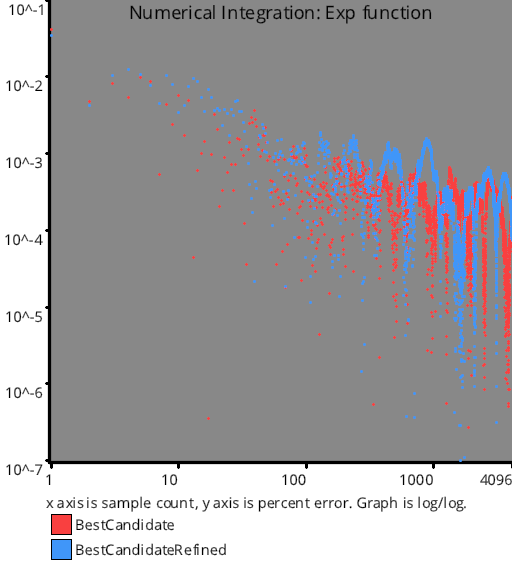 Numerical Integration: Exp function
10^-1
10^-2
10^-3
10^-4
10^-5
10^-6
10^-7
1 10 100 1000 4096
x axis is sample count, y axis is percent error. Graph is log/log.
BestCandidate
BestCandidateRefined